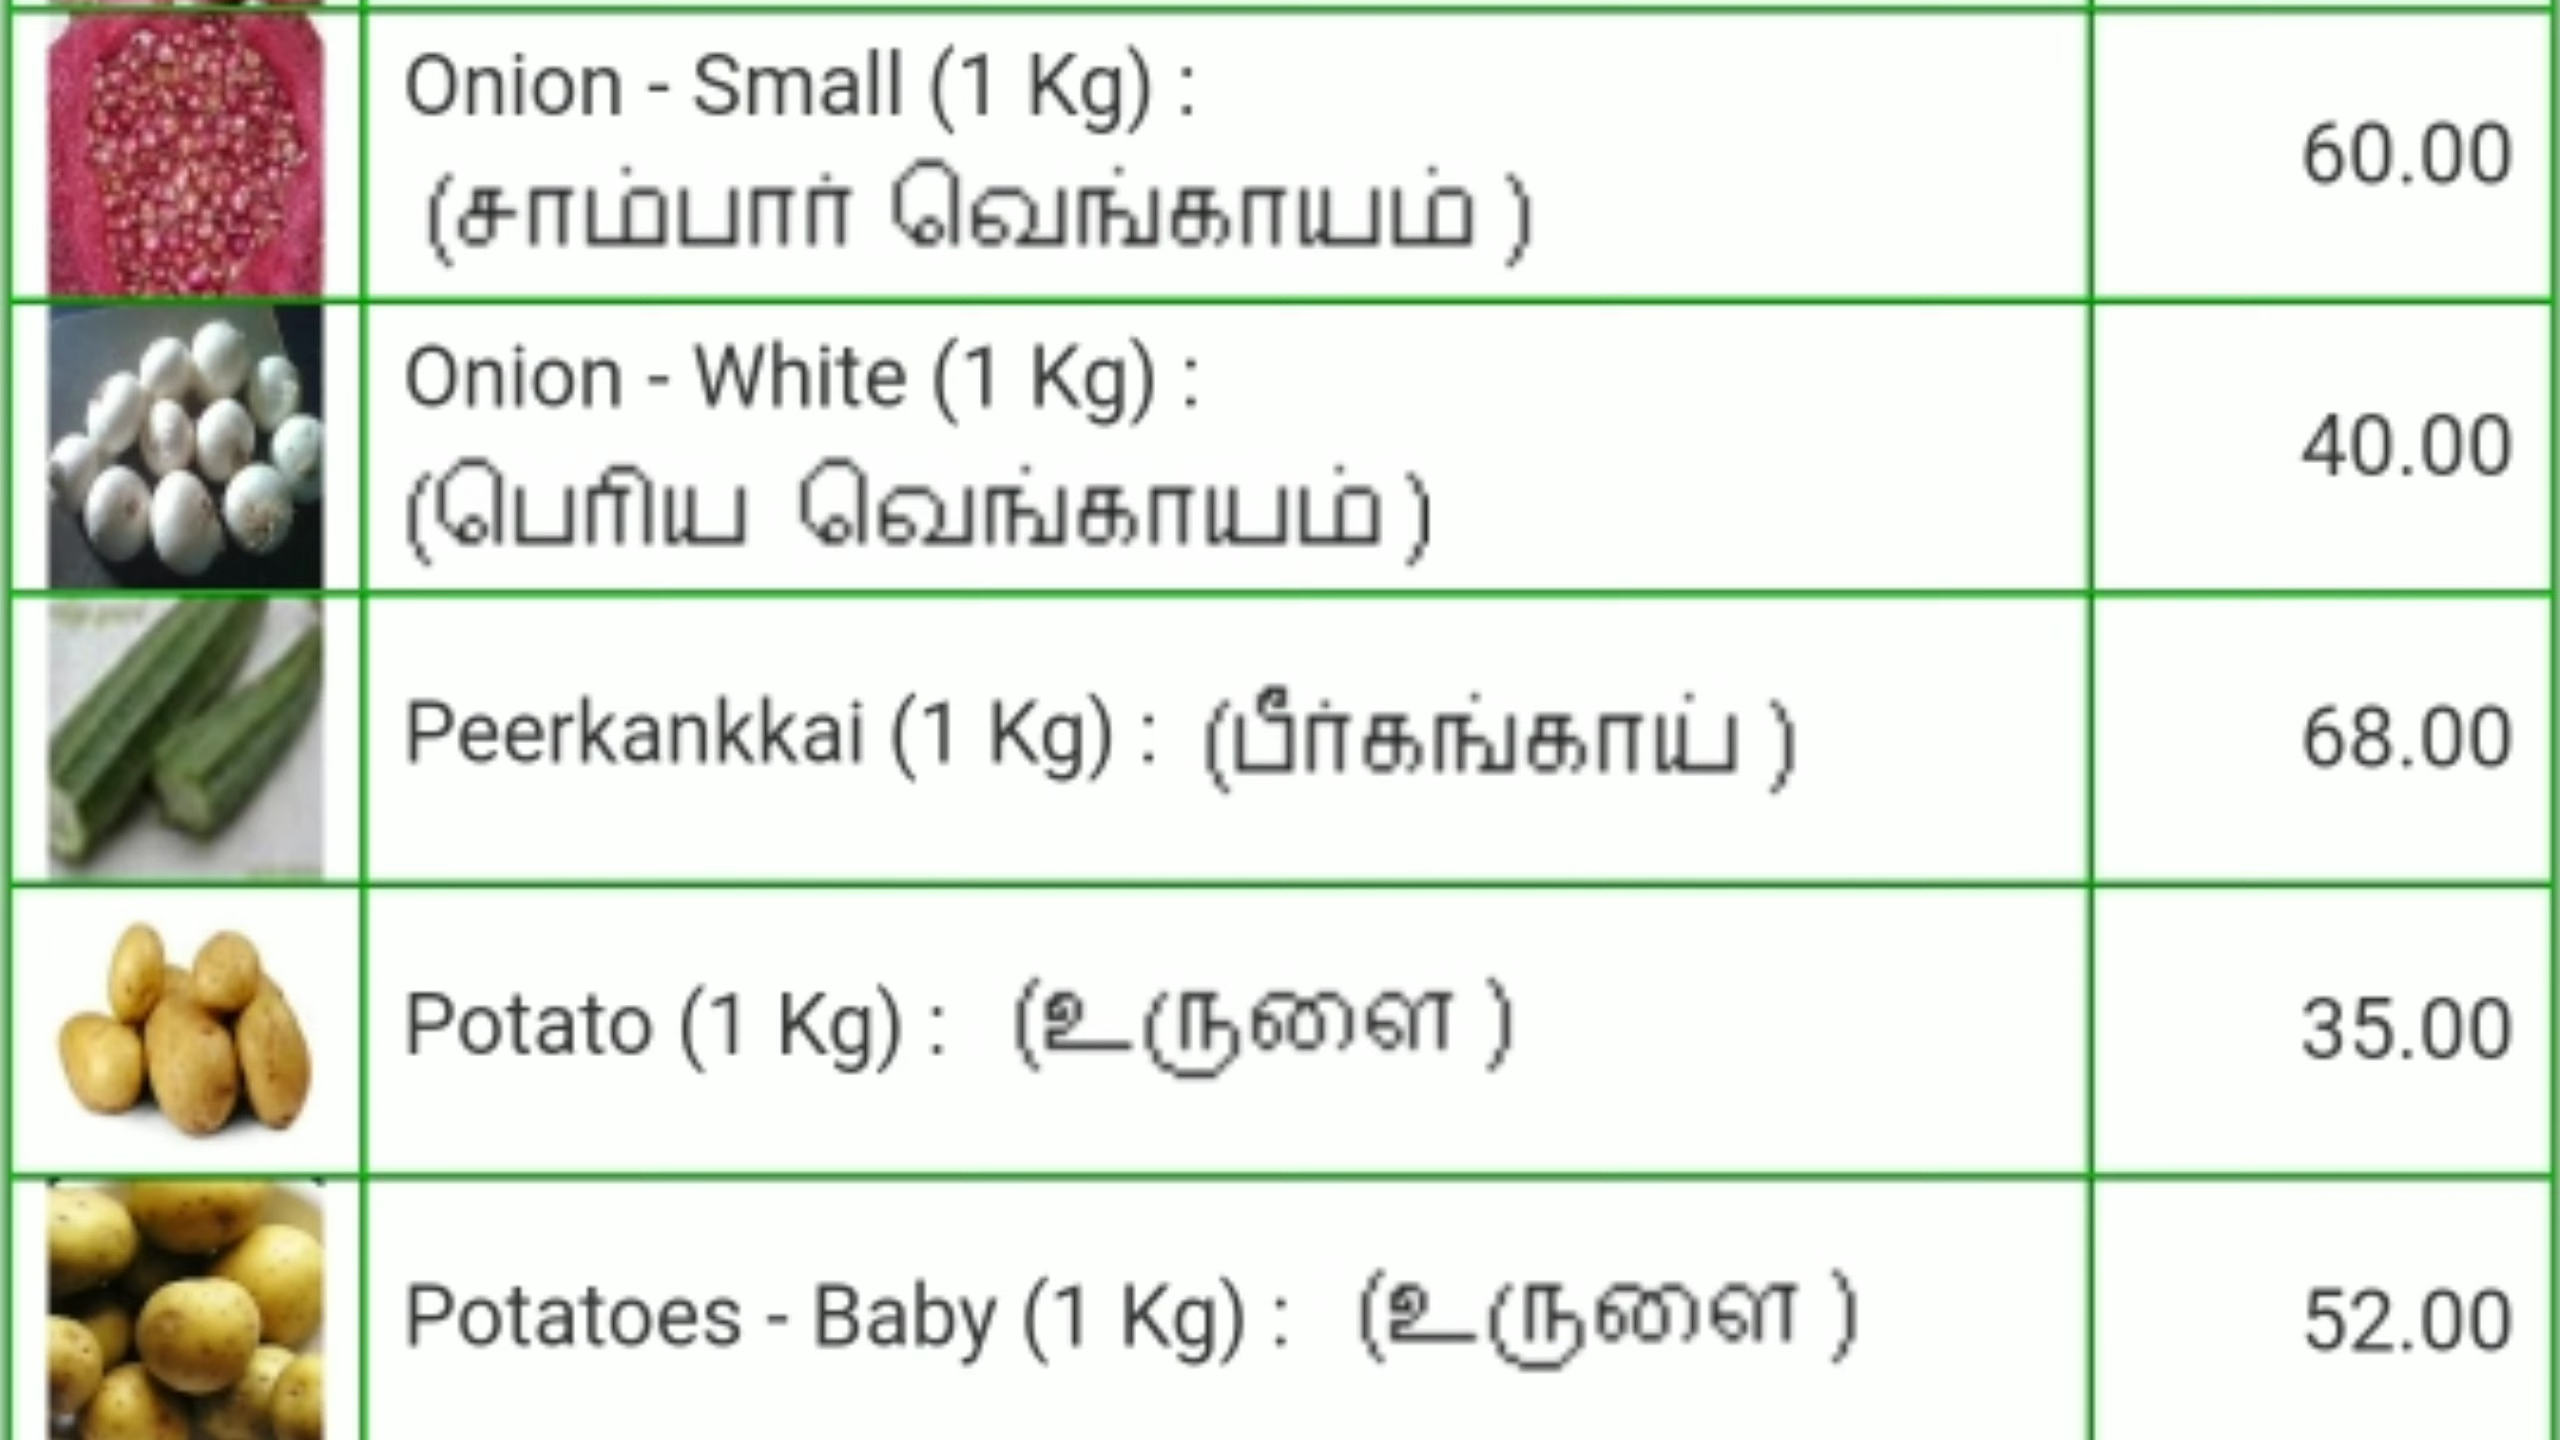 Onion - Small (1 Kg) :
(சாம்பார் வெங்காயம் )
60.00
Onion - White (1 Kg) :
(பெரிய வெங்காயம் )
40.00
Peerkankkai (1 Kg) : (பீர்கங்காய் )
68.00
Potato (1 Kg) : (உருளை )
35.00
Potatoes - Baby (1 Kg) : (உருளை )
52.00